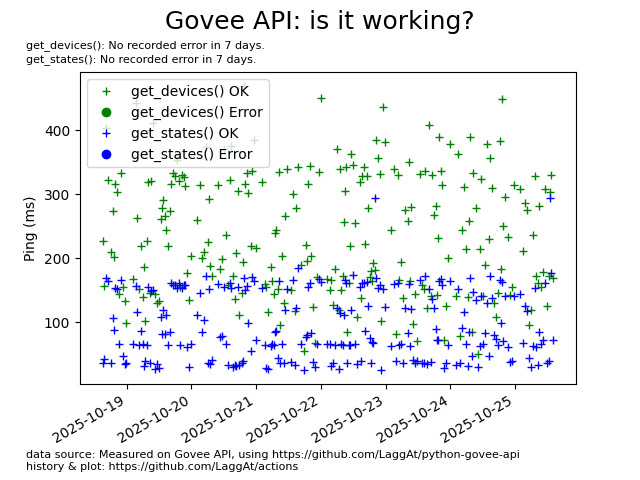 Govee API: is it working?
get_devices(): No recorded error in 7 days.
get_states(): No recorded error in 7 days.
get_devices() OK
get_devices() Error
get_states() OK
get_states() Error
Ping (ms)
400
300
200
100
2025-10-19
2025-10-20
2025-10-21
2025-10-22
2025-10-23
2025-10-24
2025-10-25
data source: Measured on Govee API, using https://github.com/LaggAt/python-govee-api
history & plot: https://github.com/LaggAt/actions